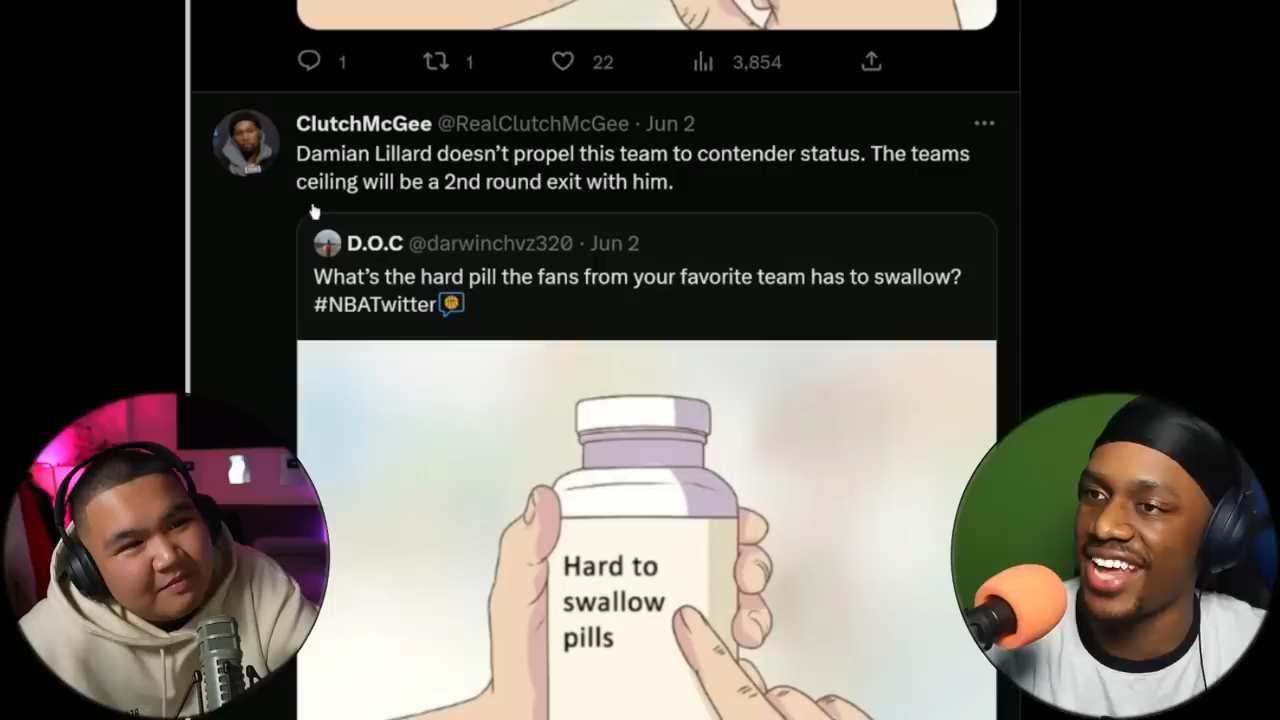 1 1 22 3,854
ClutchMcGee @RealClutchMcGee · Jun 2
Damian Lillard doesn’t propel this team to contender status. The teams
ceiling will be a 2nd round exit with him.
D.O.C @darwinchvz320 · Jun 2
What’s the hard pill the fans from your favorite team has to swallow?
#NBATwitter
Hard to
swallow
pills